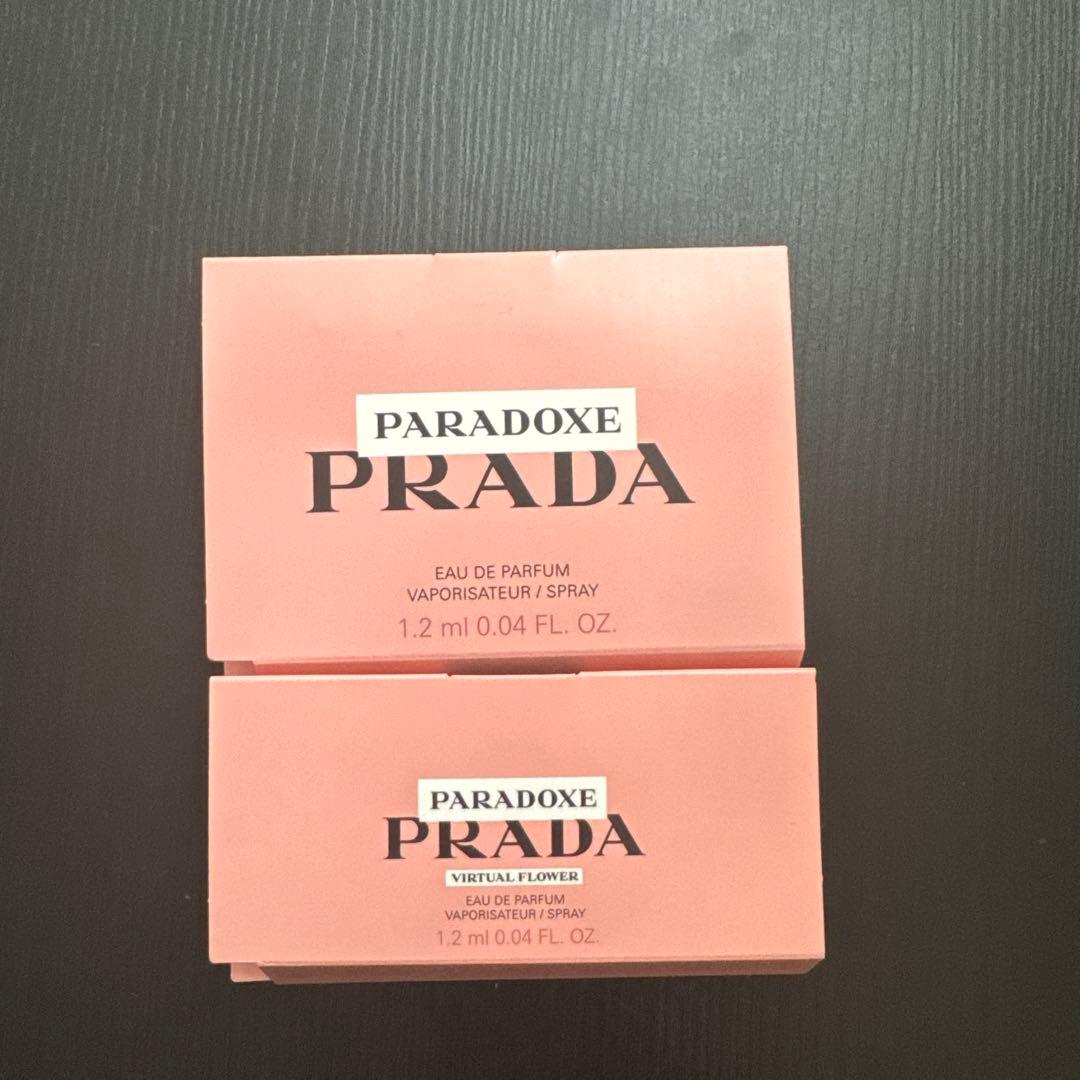 PARADOXE
PRADA
EAU DE PARFUM
VAPORISATEUR / SPRAY
1.2 ml 0.04 FL. OZ.
PARADOXE
PRADA
VIRTUAL FLOWER
EAU DE PARFUM
VAPORISATEUR / SPRAY
1.2 ml 0.04 FL. OZ.